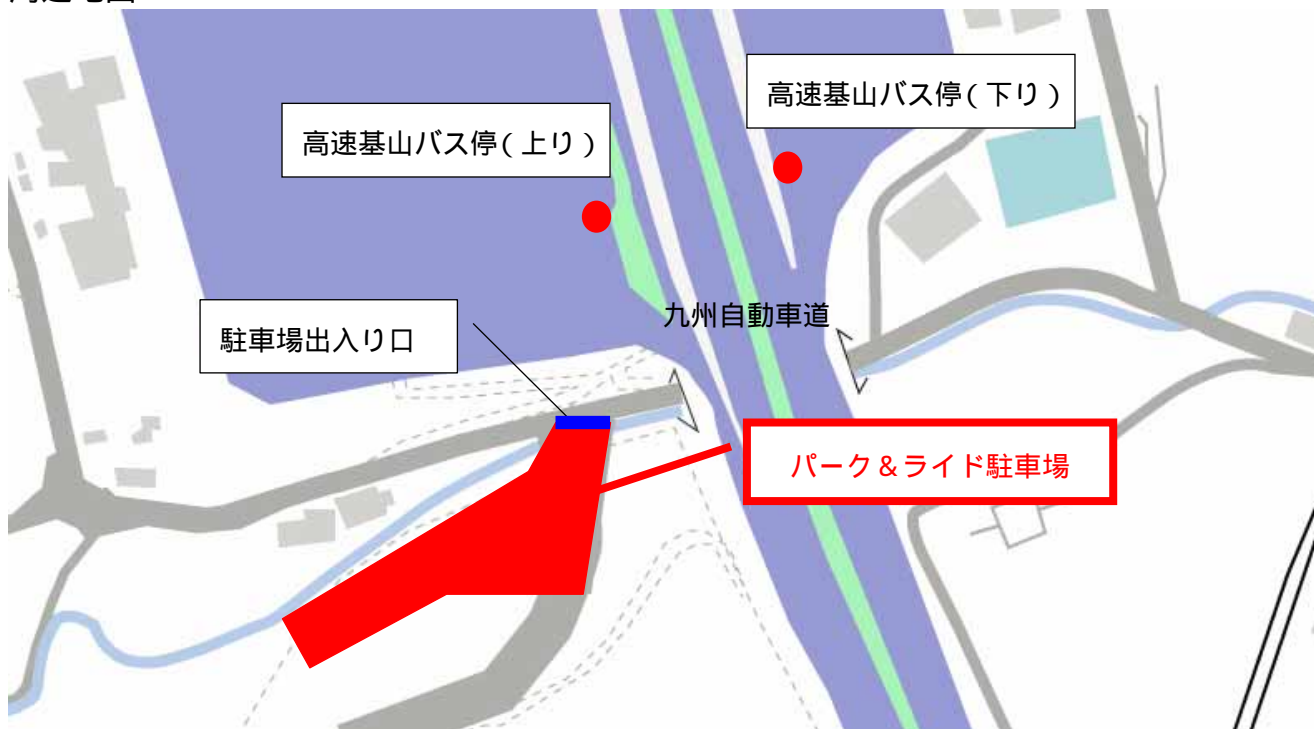 高速基山バス停(下り)
高速基山バス停(上り)
九州自動車道
駐車場出入り口
パーク＆ライド駐車場